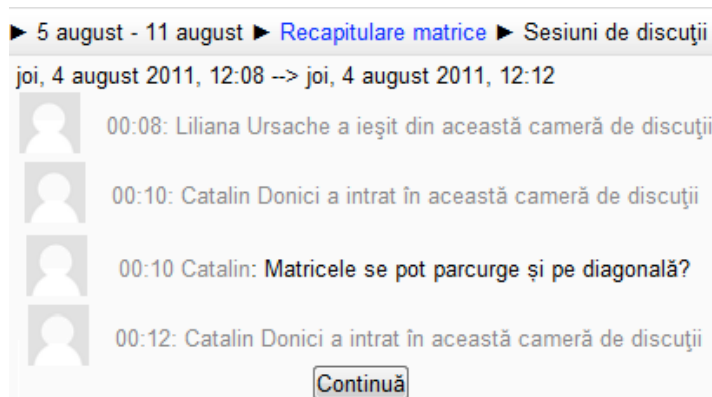 ► 5 august - 11 august ► Recapitulare matrice ► Sesiuni de discuţii
joi, 4 august 2011, 12:08 --> joi, 4 august 2011, 12:12
00:08: Liliana Ursache a ieşit din această cameră de discuţii
00:10: Catalin Donici a intrat în această cameră de discuţii
00:10 Catalin: Matricele se pot parcurge și pe diagonală?
00:12: Catalin Donici a intrat în această cameră de discuţii
Continuă